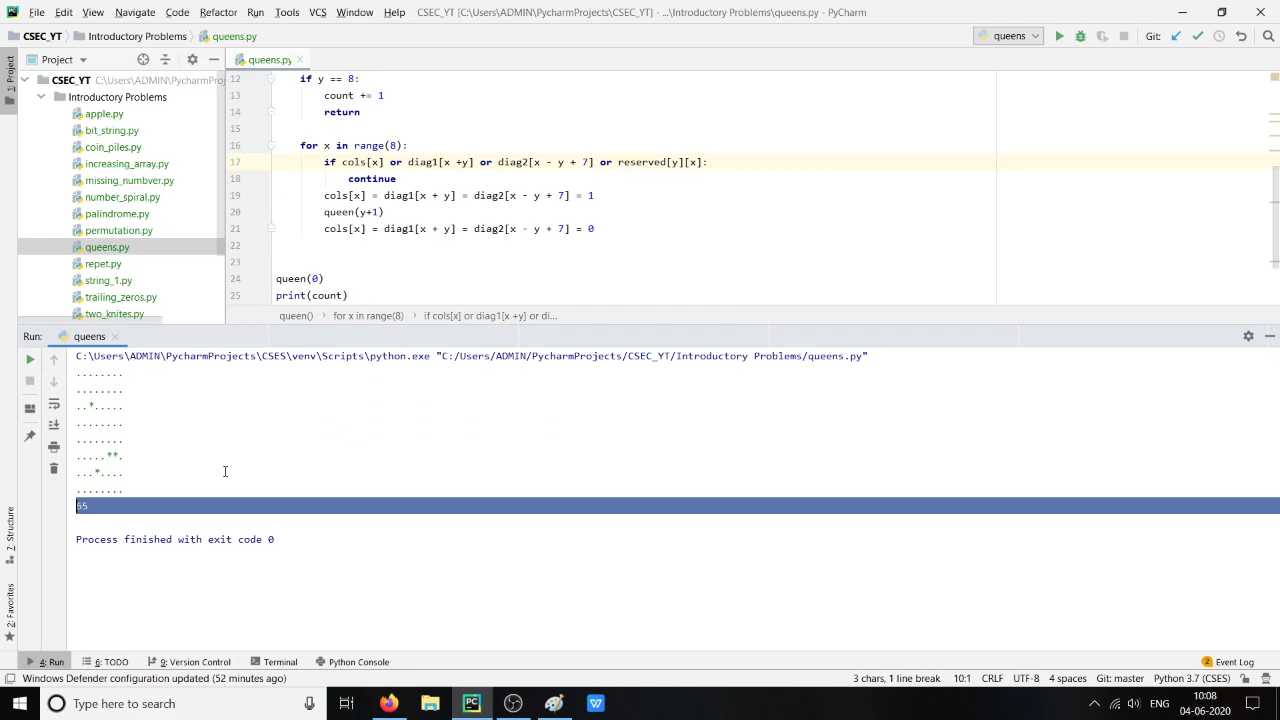 File Edit View Navigate Code Refactor Run Tools VCS Window Help CSEC_YT [C:\Users\ADMIN\PycharmProjects\CSEC_YT] - ...\Introductory Problems\queens.py - PyCharm
CSEC_YT Introductory Problems queens.py queens Git:
1: Project Project queens.py
CSEC_YT C:\Users\ADMIN\PycharmProj
Introductory Problems
apple.py
bit_string.py
coin_piles.py
increasing_array.py
missing_numbver.py
number_spiral.py
palindrome.py
permutation.py
queens.py
repet.py
string_1.py
trailing_zeros.py
two_knites.py
12 if y == 8:
13 count += 1
14 return
15
16 for x in range(8):
17 if cols[x] or diag1[x +y] or diag2[x - y + 7] or reserved[y][x]:
18 continue
19 cols[x] = diag1[x + y] = diag2[x - y + 7] = 1
20 queen(y+1)
21 cols[x] = diag1[x + y] = diag2[x - y + 7] = 0
22
23
24 queen(0)
25 print(count)
queen() for x in range(8) if cols[x] or diag1[x +y] or di...
Run: queens
C:\Users\ADMIN\PycharmProjects\CSES\venv\Scripts\python.exe "C:/Users/ADMIN/PycharmProjects/CSEC_YT/Introductory Problems/queens.py"
........
........
..*.....
........
........
.....**.
...*....
........
65
Process finished with exit code 0
7: Structure
2: Favorites
4: Run 6: TODO 9: Version Control Terminal Python Console 2 Event Log
Windows Defender configuration updated (52 minutes ago) 3 chars, 1 line break 10:1 CRLF UTF-8 4 spaces Git: master Python 3.7 (CSES)
Type here to search PC W ENG 10:08
04-06-2020